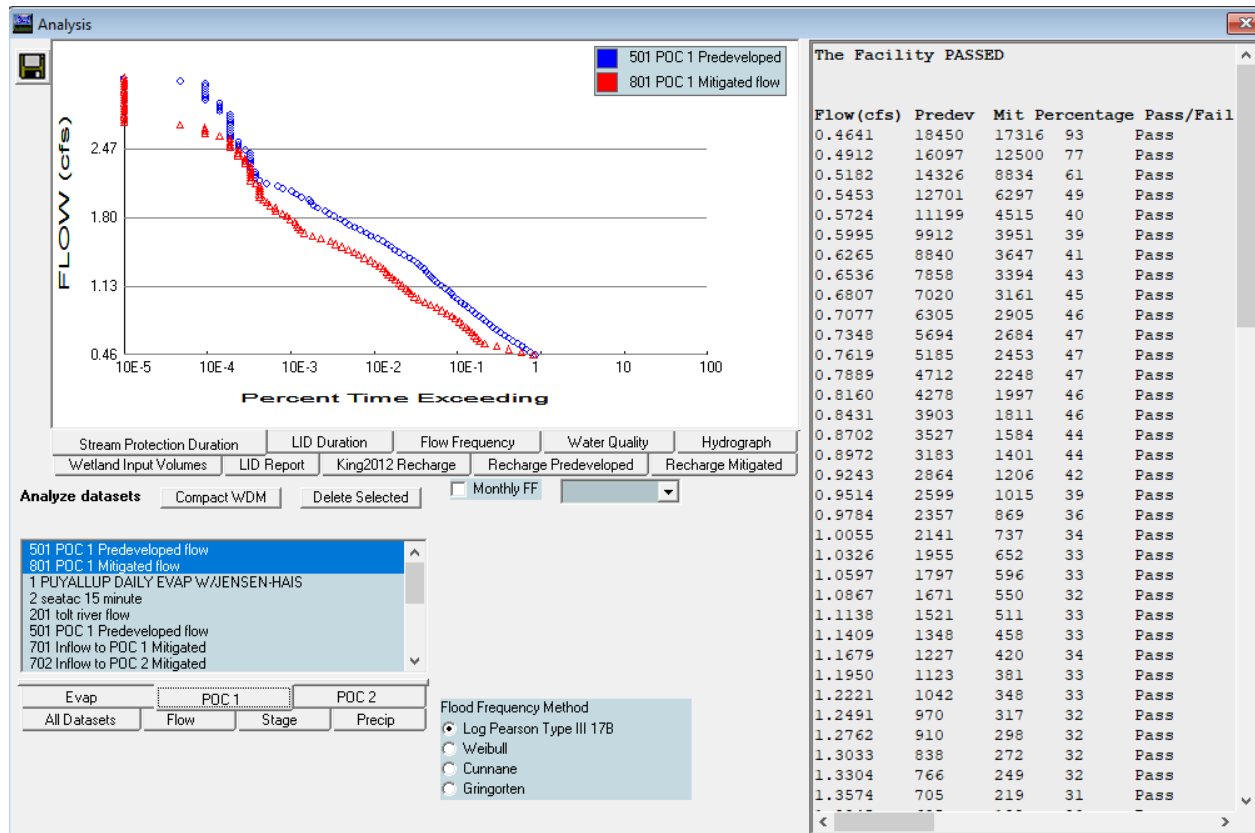 Analysis
501 POC 1 Predeveloped
801 POC 1 Mitigated flow
FLOW (cfs)
2.47
1.80
1.13
0.46
10E-5 10E-4 10E-3 10E-2 10E-1 1 10 100
Percent Time Exceeding
Stream Protection Duration LID Duration Flow Frequency Water Quality Hydrograph
Wetland Input Volumes LID Report King2012 Recharge Recharge Predeveloped Recharge Mitigated
Analyze datasets Compact WDM Delete Selected Monthly FF
501 POC 1 Predeveloped flow
801 POC 1 Mitigated flow
1 PUYALLUP DAILY EVAP W/JENSEN-HAIS
2 seatac 15 minute
201 tolt river flow
501 POC 1 Predeveloped flow
701 Inflow to POC 1 Mitigated
702 Inflow to POC 2 Mitigated
Evap POC 1 POC 2
All Datasets Flow Stage Precip
Flood Frequency Method
Log Pearson Type III 17B
Weibull
Cunnane
Gringorten
The Facility PASSED
Flow(cfs) Predev Mit Percentage Pass/Fail
0.4641 18450 17316 93 Pass
0.4912 16097 12500 77 Pass
0.5182 14326 8834 61 Pass
0.5453 12701 6297 49 Pass
0.5724 11199 4515 40 Pass
0.5995 9912 3951 39 Pass
0.6265 8840 3647 41 Pass
0.6536 7858 3394 43 Pass
0.6807 7020 3161 45 Pass
0.7077 6305 2905 46 Pass
0.7348 5694 2684 47 Pass
0.7619 5185 2453 47 Pass
0.7889 4712 2248 47 Pass
0.8160 4278 1997 46 Pass
0.8431 3903 1811 46 Pass
0.8702 3527 1584 44 Pass
0.8972 3183 1401 44 Pass
0.9243 2864 1206 42 Pass
0.9514 2599 1015 39 Pass
0.9784 2357 869 36 Pass
1.0055 2141 737 34 Pass
1.0326 1955 652 33 Pass
1.0597 1797 596 33 Pass
1.0867 1671 550 32 Pass
1.1138 1521 511 33 Pass
1.1409 1348 458 33 Pass
1.1679 1227 420 34 Pass
1.1950 1123 381 33 Pass
1.2221 1042 348 33 Pass
1.2491 970 317 32 Pass
1.2762 910 298 32 Pass
1.3033 838 272 32 Pass
1.3304 766 249 32 Pass
1.3574 705 219 31 Pass